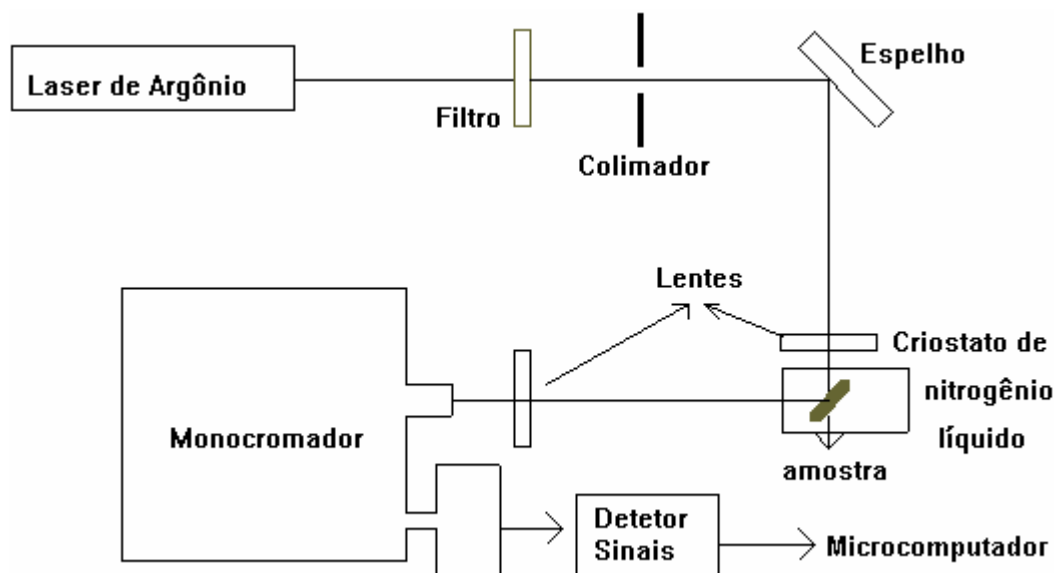 Laser de Argônio
Filtro
Colimador
Espelho
Lentes
Criostato de
nitrogênio
líquido
amostra
Monocromador
Detetor
Sinais
Microcomputador